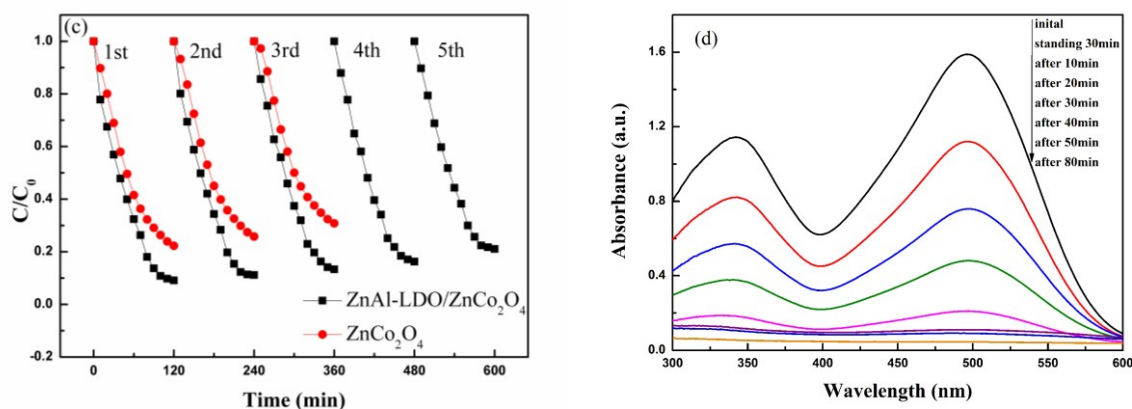 (c)
1st 2nd 3rd 4th 5th
1.0
0.8
0.6
0.4
0.2
0.0
-0.2
C/C₀
ZnAl-LDO/ZnCo₂O₄
ZnCo₂O₄
0 120 240 360 480 600
Time (min)
(d)
inital
standing 30min
after 10min
after 20min
after 30min
after 40min
after 50min
after 80min
1.6
1.2
0.8
0.4
0.0
Absorbance (a.u.)
300 350 400 450 500 550 600
Wavelength (nm)